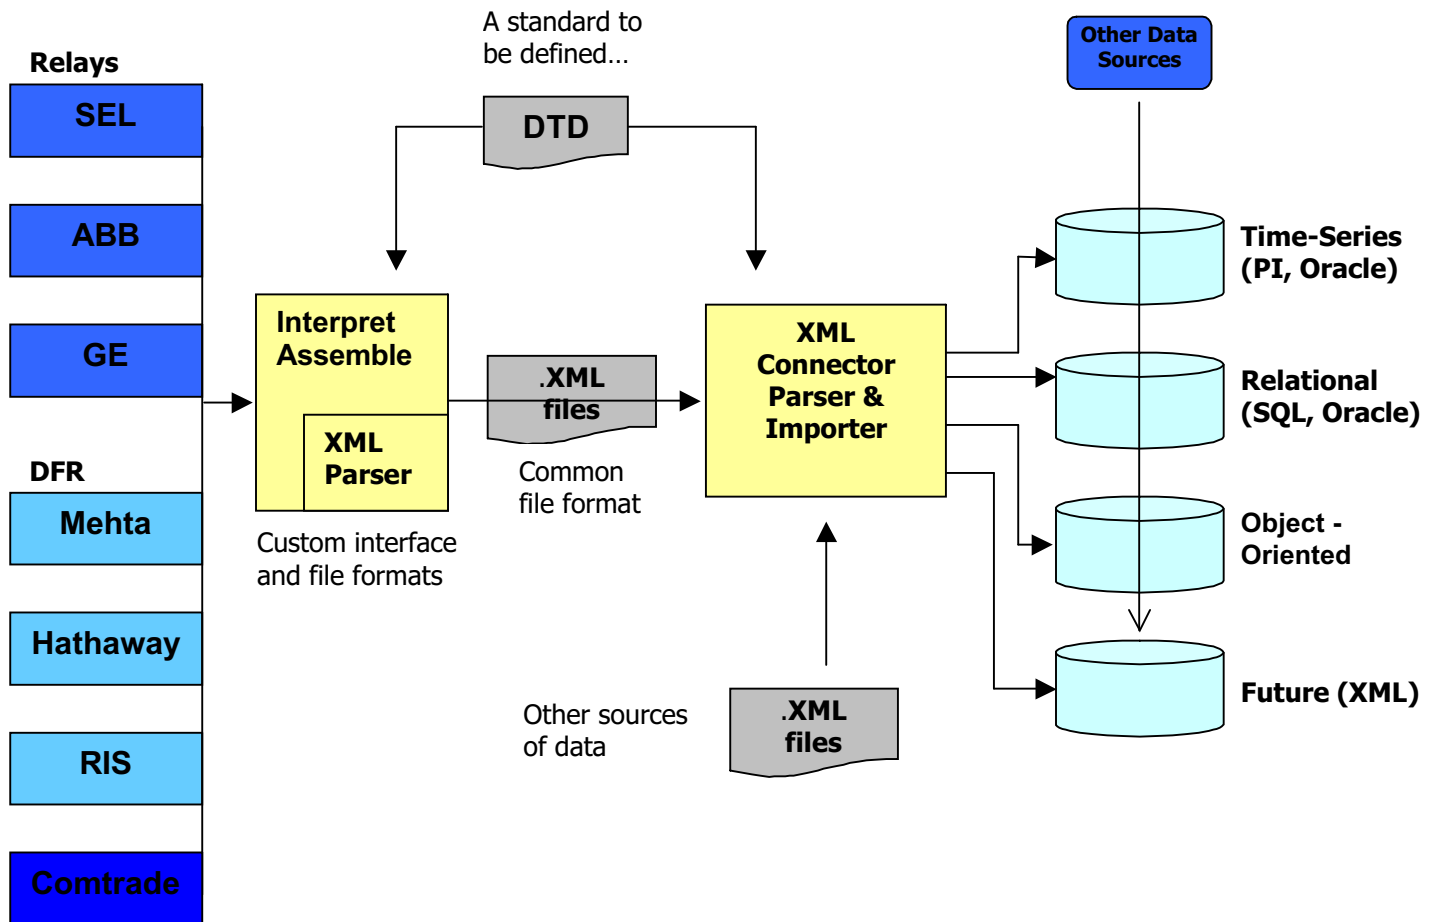 A standard to
be defined...
Other Data
Sources
Relays
SEL
DTD
ABB
Time-Series
(PI, Oracle)
GE
Interpret
Assemble
XML
Parser
.XML
files
XML
Connector
Parser &
Importer
Relational
(SQL, Oracle)
DFR
Mehta
Custom interface
and file formats
Common
file format
Object -
Oriented
Hathaway
Future (XML)
Other sources
of data
.XML
files
RIS
Comtrade